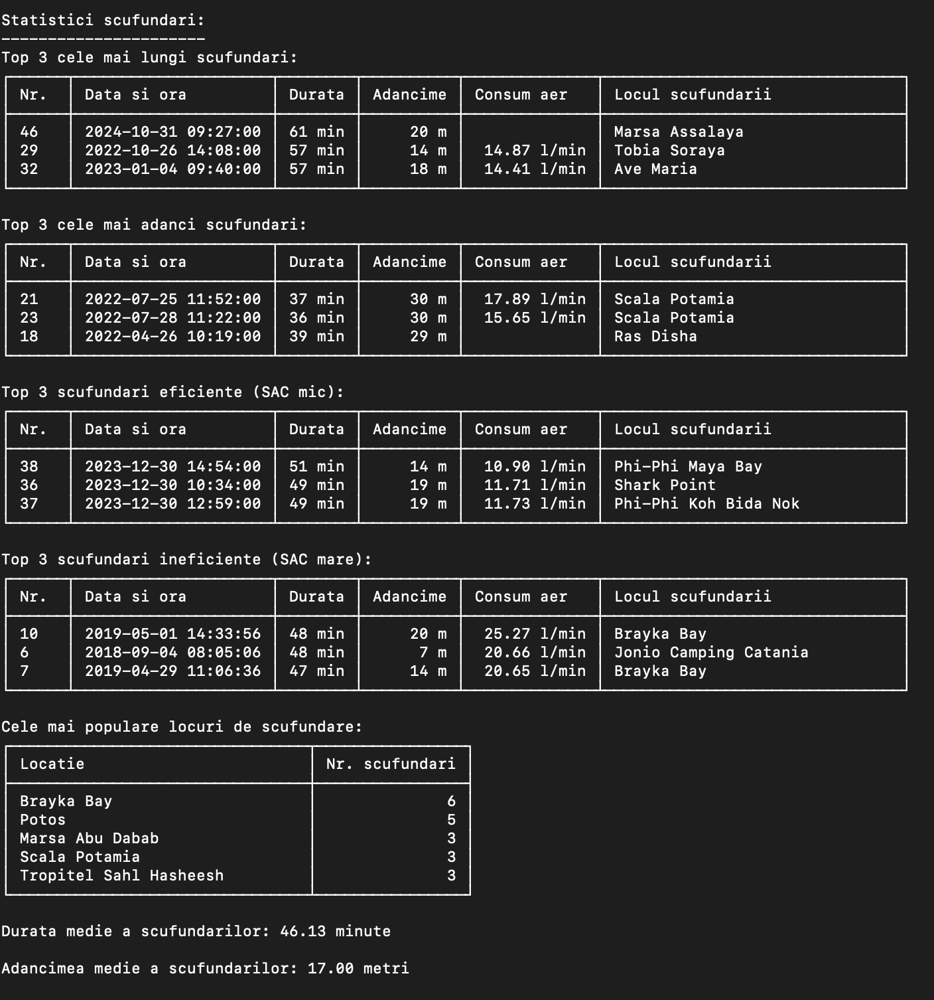 Statistici scufundari:
----------------------
Top 3 cele mai lungi scufundari:
Nr. Data si ora Durata Adancime Consum aer Locul scufundarii
46 2024-10-31 09:27:00 61 min 20 m Marsa Assalaya
29 2022-10-26 14:08:00 57 min 14 m 14.87 l/min Tobia Soraya
32 2023-01-04 09:40:00 57 min 18 m 14.41 l/min Ave Maria
Top 3 cele mai adanci scufundari:
Nr. Data si ora Durata Adancime Consum aer Locul scufundarii
21 2022-07-25 11:52:00 37 min 30 m 17.89 l/min Scala Potamia
23 2022-07-28 11:22:00 36 min 30 m 15.65 l/min Scala Potamia
18 2022-04-26 10:19:00 39 min 29 m Ras Disha
Top 3 scufundari eficiente (SAC mic):
Nr. Data si ora Durata Adancime Consum aer Locul scufundarii
38 2023-12-30 14:54:00 51 min 14 m 10.90 l/min Phi-Phi Maya Bay
36 2023-12-30 10:34:00 49 min 19 m 11.71 l/min Shark Point
37 2023-12-30 12:59:00 49 min 19 m 11.73 l/min Phi-Phi Koh Bida Nok
Top 3 scufundari ineficiente (SAC mare):
Nr. Data si ora Durata Adancime Consum aer Locul scufundarii
10 2019-05-01 14:33:56 48 min 20 m 25.27 l/min Brayka Bay
6 2018-09-04 08:05:06 48 min 7 m 20.66 l/min Jonio Camping Catania
7 2019-04-29 11:06:36 47 min 14 m 20.65 l/min Brayka Bay
Cele mai populare locuri de scufundare:
Locatie Nr. scufundari
Brayka Bay 6
Potos 5
Marsa Abu Dabab 3
Scala Potamia 3
Tropitel Sahl Hasheesh 3
Durata medie a scufundarilor: 46.13 minute
Adancimea medie a scufundarilor: 17.00 metri